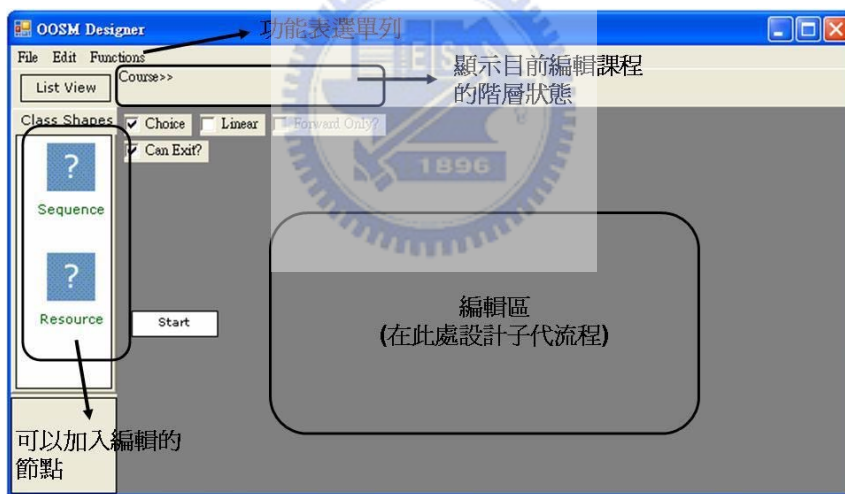 OOSM Designer
功能表選單列
File Edit Functions
List View
Course>>
顯示目前編輯課程
的階層狀態
Class Shapes
Choice
Linear
Forward Only?
Can Exit?
1896
?
Sequence
?
Resource
Start
編輯區
(在此處設計子代流程)
可以加入編輯的
節點